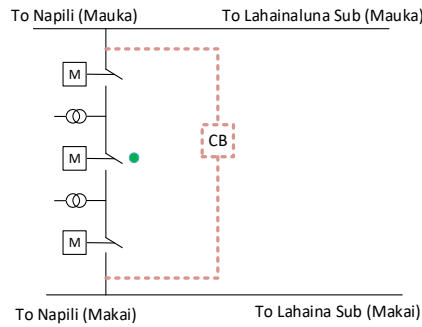 To Napili (Mauka) To Lahainaluna Sub (Mauka)
M
CB
M
M
To Napili (Makai) To Lahaina Sub (Makai)